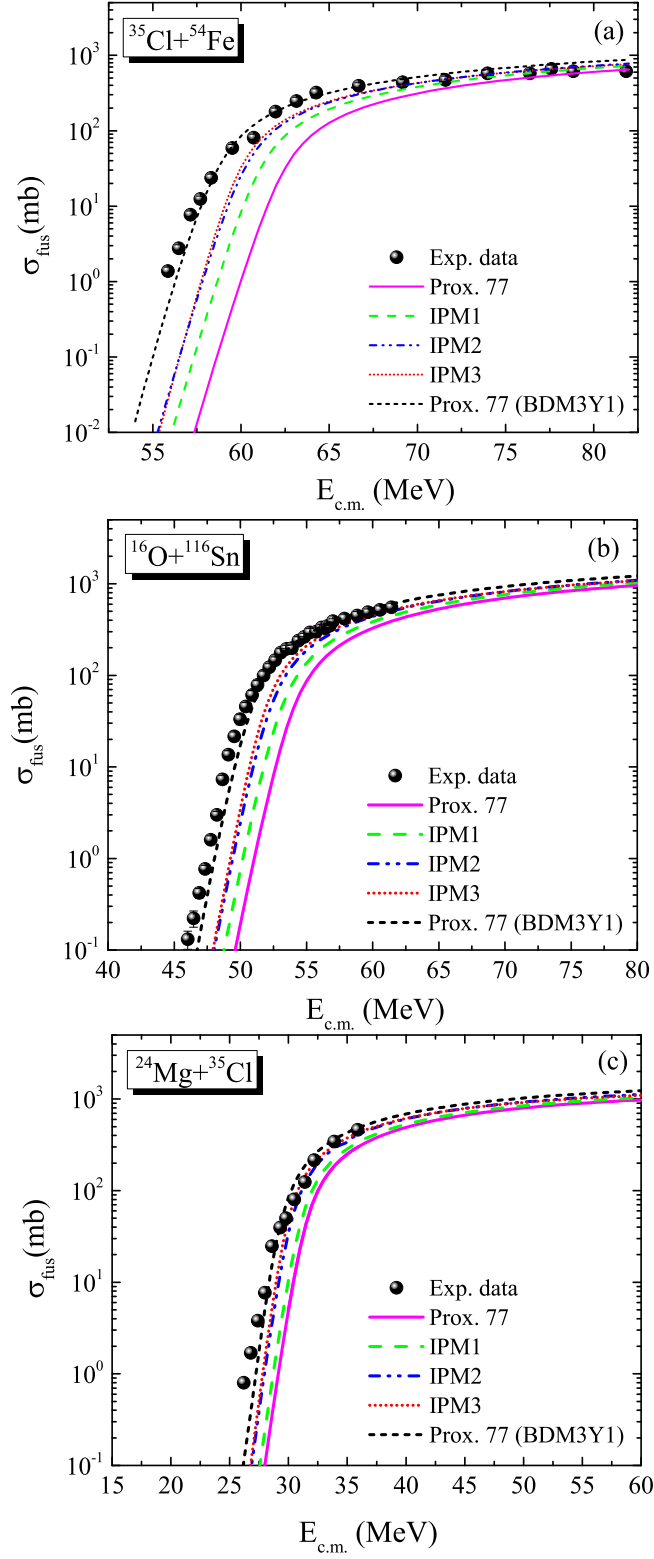 ³⁵Cl+⁵⁴Fe
(a)
10³
10²
10¹
10⁰
10⁻¹
10⁻²
σfus(mb)
Exp. data
Prox. 77
IPM1
IPM2
IPM3
Prox. 77 (BDM3Y1)
55 60 65 70 75 80
E_c.m. (MeV)
¹⁶O+¹¹⁶Sn
(b)
10³
10²
10¹
10⁰
10⁻¹
σfus(mb)
Exp. data
Prox. 77
IPM1
IPM2
IPM3
Prox. 77 (BDM3Y1)
40 45 50 55 60 65 70 75 80
E_c.m. (MeV)
²⁴Mg+³⁵Cl
(c)
10³
10²
10¹
10⁰
10⁻¹
σfus(mb)
Exp. data
Prox. 77
IPM1
IPM2
IPM3
Prox. 77 (BDM3Y1)
15 20 25 30 35 40 45 50 55 60
E_c.m. (MeV)